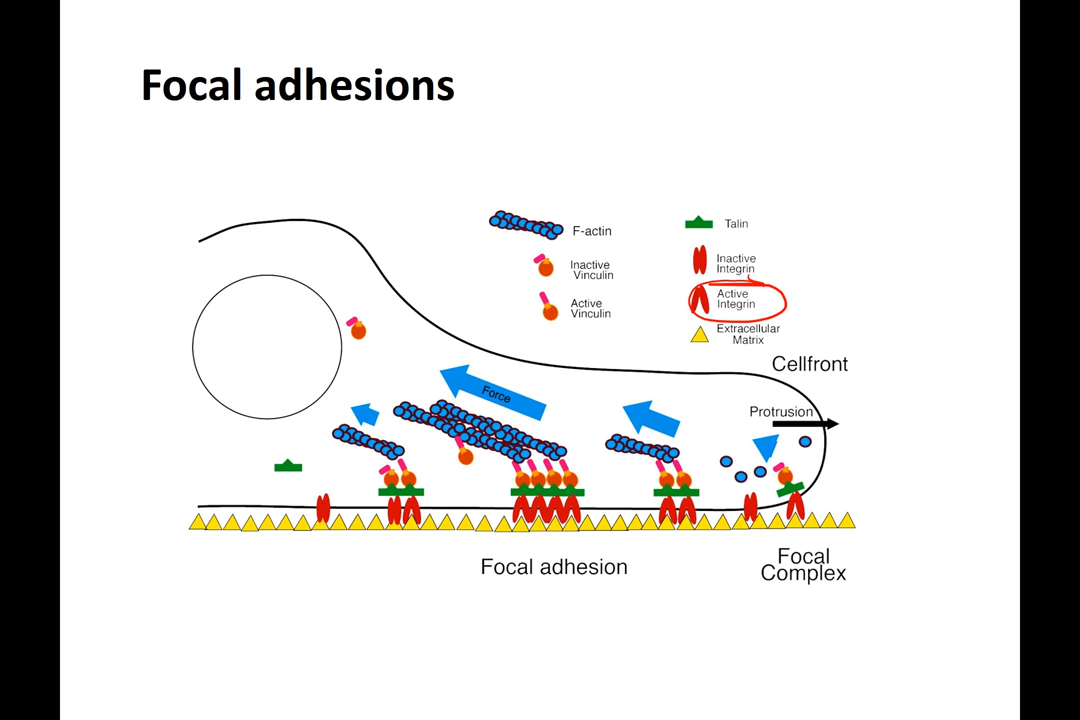 Focal adhesions
F-actin
Inactive
Vinculin
Active
Vinculin
Talin
Inactive
Integrin
Active
Integrin
Extracellular
Matrix
Cellfront
Protrusion
Force
Focal adhesion
Focal
Complex